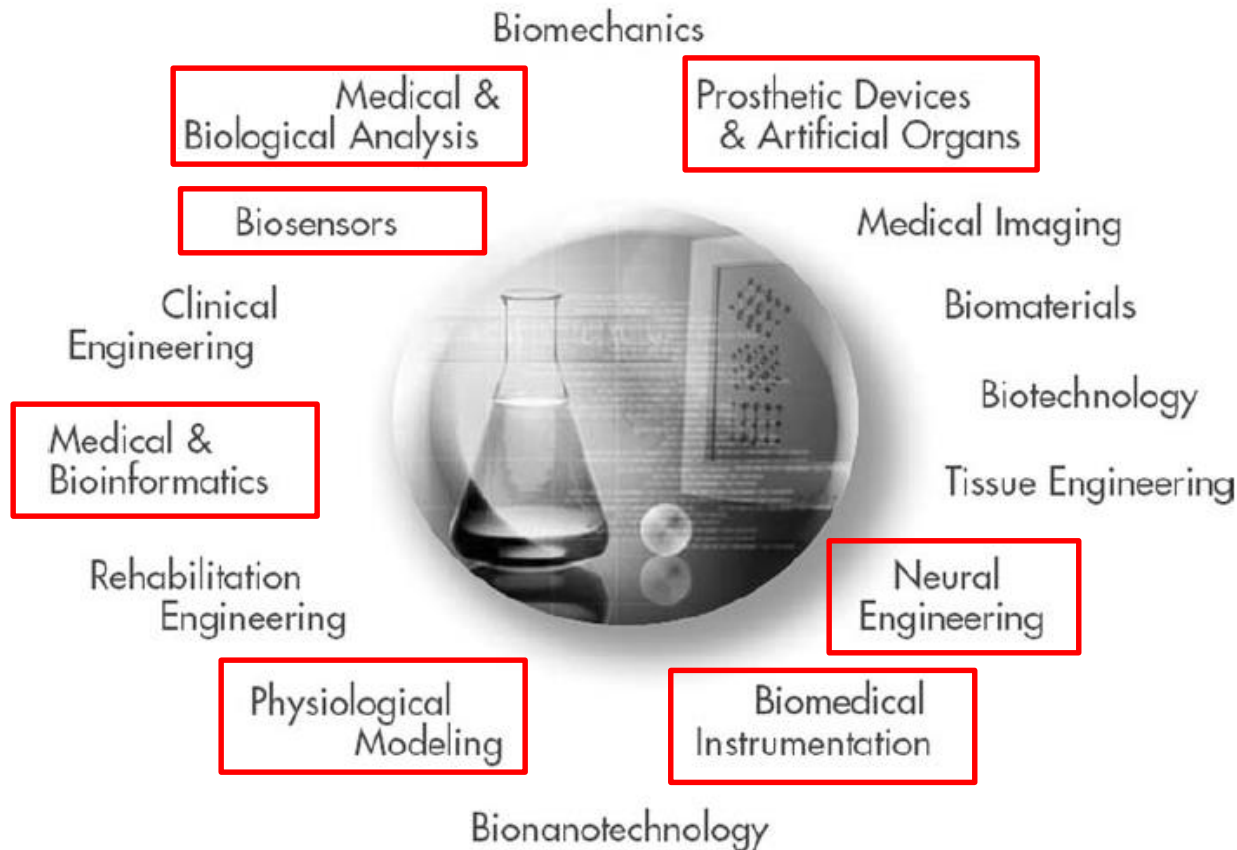 Biomechanics
Medical &
Biological Analysis
Prosthetic Devices
& Artificial Organs
Biosensors
Medical Imaging
Clinical
Engineering
Biomaterials
Biotechnology
Medical &
Bioinformatics
Tissue Engineering
Rehabilitation
Engineering
Neural
Engineering
Physiological
Modeling
Biomedical
Instrumentation
Bionanotechnology